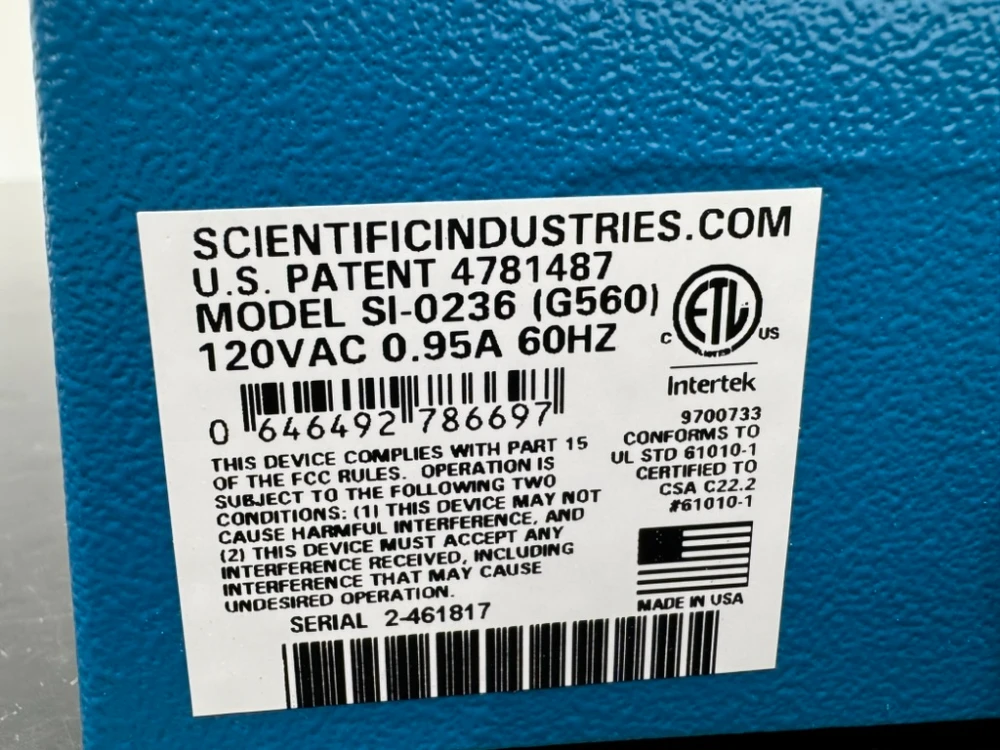 SCIENTIFICINDUSTRIES.COM
U.S. PATENT 4781487
MODEL SI-0236 (G560)
120VAC 0.95A 60HZ
0 646492 786697
THIS DEVICE COMPLIES WITH PART 15
OF THE FCC RULES. OPERATION IS
SUBJECT TO THE FOLLOWING TWO
CONDITIONS: (1) THIS DEVICE MAY NOT
CAUSE HARMFUL INTERFERENCE, AND
(2) THIS DEVICE MUST ACCEPT ANY
INTERFERENCE RECEIVED, INCLUDING
INTERFERENCE THAT MAY CAUSE
UNDESIRED OPERATION.
SERIAL 2-461817
ETL
LISTED
C US
Intertek
9700733
CONFORMS TO
UL STD 61010-1
CERTIFIED TO
CSA C22.2
#61010-1
MADE IN USA